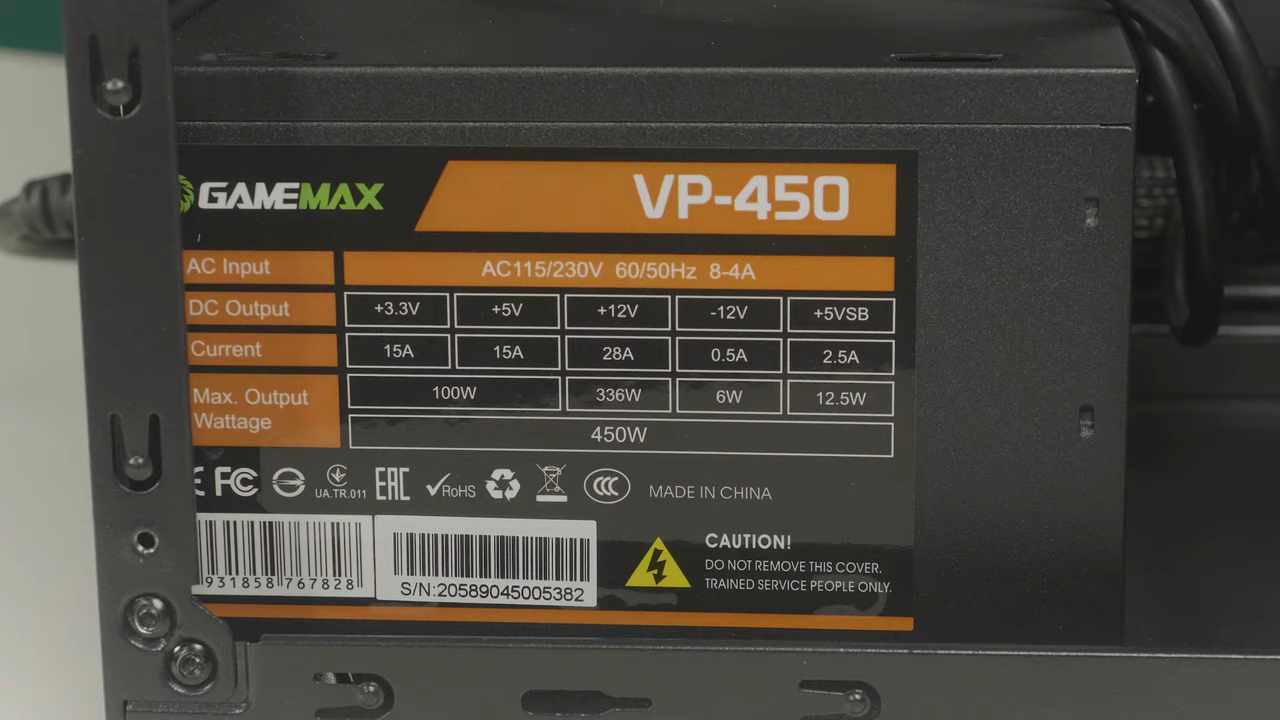 GAMEMAX
VP-450
AC Input AC115/230V 60/50Hz 8-4A
DC Output +3.3V +5V +12V -12V +5VSB
Current 15A 15A 28A 0.5A 2.5A
Max. Output Wattage 100W 336W 6W 12.5W
450W
FC UA.TR.011 EAC RoHS CCC MADE IN CHINA
931858 767828
S/N:20589045005382
CAUTION!
DO NOT REMOVE THIS COVER.
TRAINED SERVICE PEOPLE ONLY.